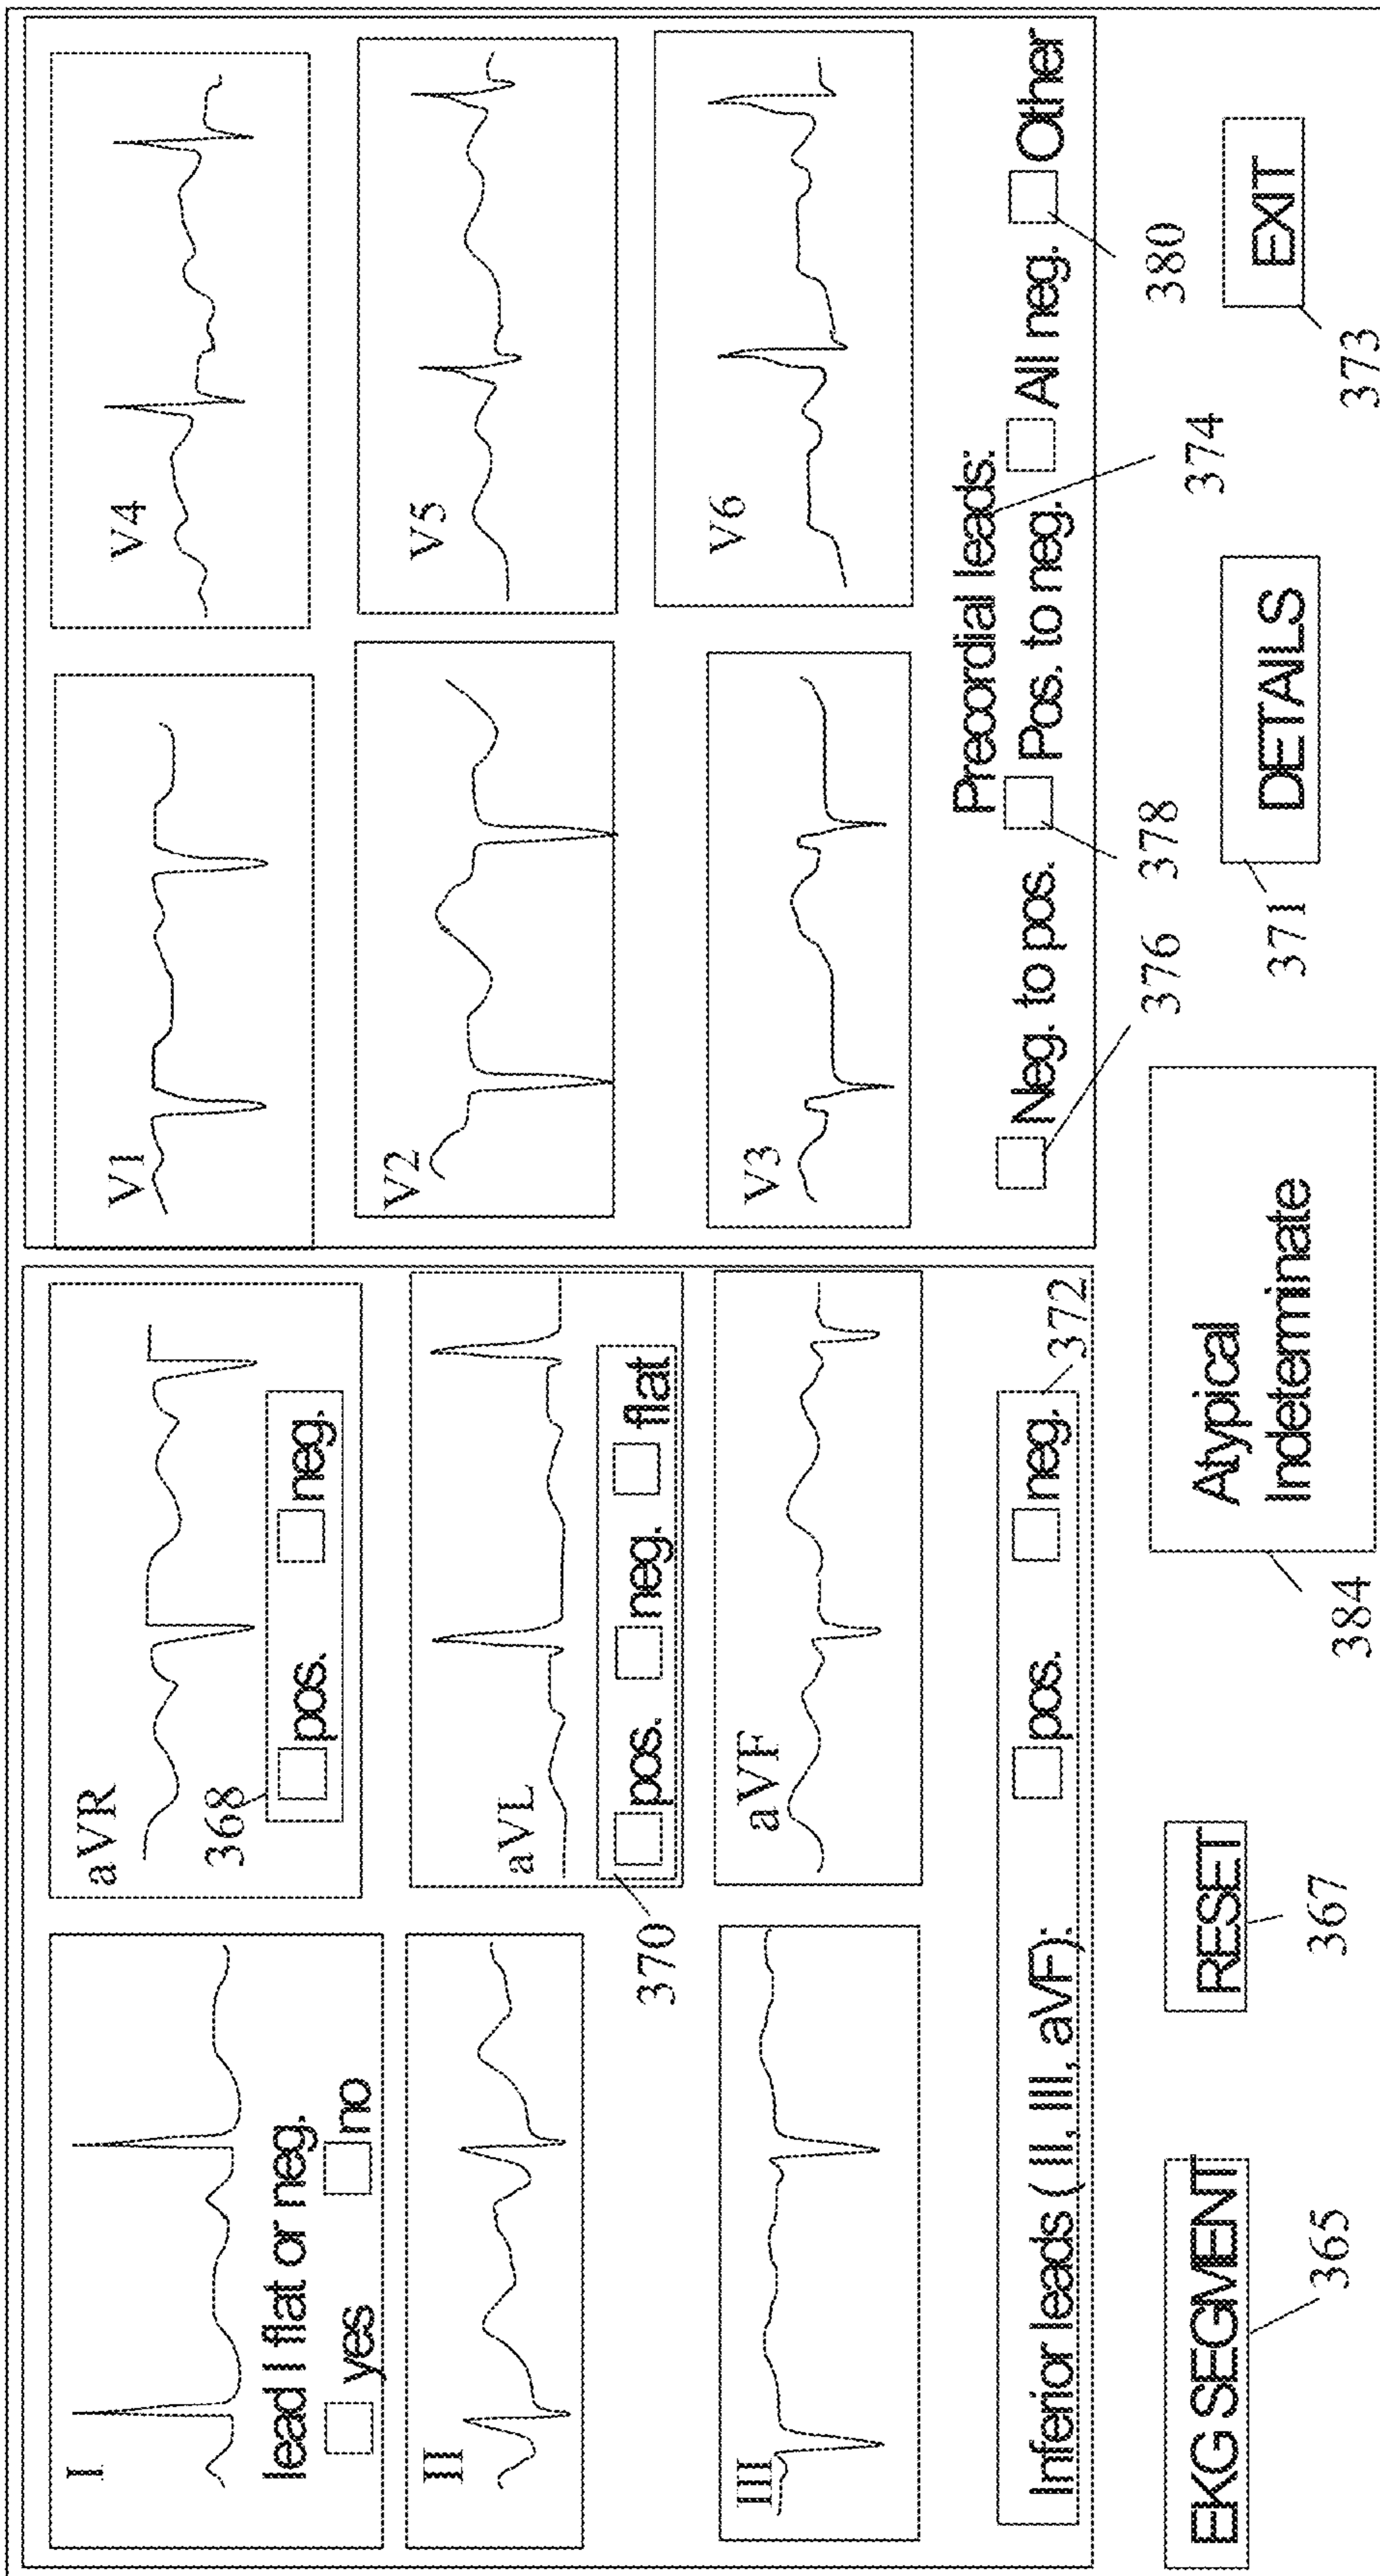 I
lead I flat or neg.
yes no
aVR
368
pos. neg.
V1
V4
II
aVL
370
pos. neg. flat
V2
V5
III
aVF
V3
V6
Inferior leads ( II, IIII, aVF):
pos. neg.
372
Precordial leads:
Neg. to pos. Pos. to neg. All neg. Other
376
378
374
380
EKG SEGMENT
365
RESET
367
Atypical
Indeterminate
384
DETAILS
371
EXIT
373